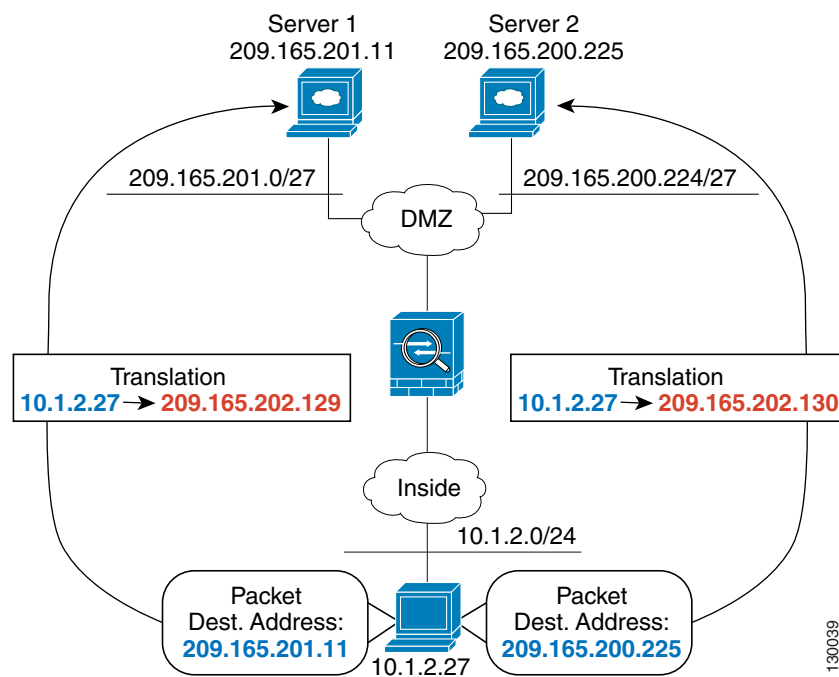 Server 1
209.165.201.11
Server 2
209.165.200.225
209.165.201.0/27
209.165.200.224/27
DMZ
Translation
10.1.2.27 → 209.165.202.129
Translation
10.1.2.27 → 209.165.202.130
Inside
10.1.2.0/24
Packet
Dest. Address:
209.165.201.11
Packet
Dest. Address:
209.165.200.225
10.1.2.27
130039